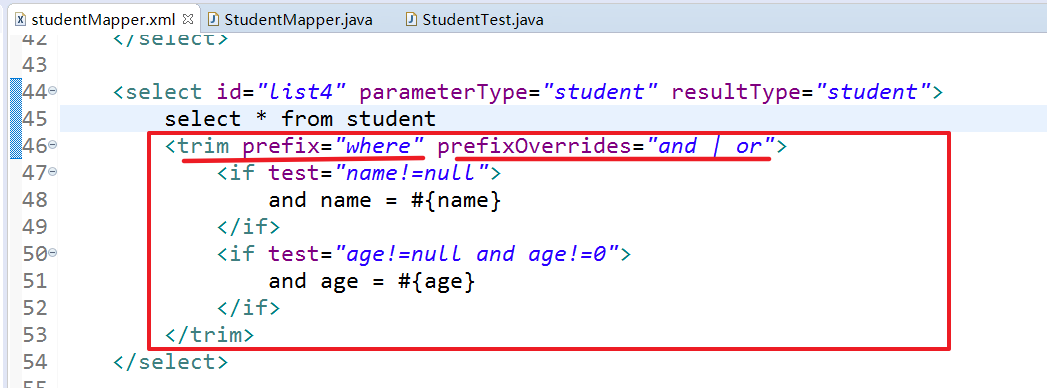 studentMapper.xml StudentMapper.java StudentTest.java
42 </select>
43
44 <select id="list4" parameterType="student" resultType="student">
45 select * from student
46 <trim prefix="where" prefixOverrides="and | or">
47 <if test="name!=null">
48 and name = #{name}
49 </if>
50 <if test="age!=null and age!=0">
51 and age = #{age}
52 </if>
53 </trim>
54 </select>